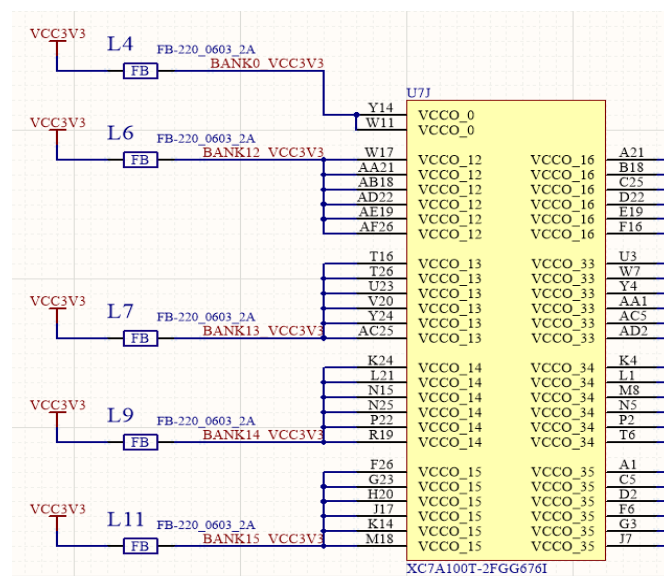 VCC3V3
L4
FB-220_0603_2A
FB
BANK0_VCC3V3
U7J
Y14 VCCO_0
W11 VCCO_0
VCC3V3
L6
FB-220_0603_2A
FB
BANK12_VCC3V3
W17 VCCO_12 VCCO_16 A21
AA21 VCCO_12 VCCO_16 B18
AB18 VCCO_12 VCCO_16 C25
AD22 VCCO_12 VCCO_16 D22
AE19 VCCO_12 VCCO_16 E19
AF26 VCCO_12 VCCO_16 F16
T16 VCCO_13 VCCO_33 U3
T26 VCCO_13 VCCO_33 W7
U23 VCCO_13 VCCO_33 Y4
V20 VCCO_13 VCCO_33 AA1
Y24 VCCO_13 VCCO_33 AC5
AC25 VCCO_13 VCCO_33 AD2
VCC3V3
L7
FB-220_0603_2A
FB
BANK13_VCC3V3
K24 VCCO_14 VCCO_34 K4
L21 VCCO_14 VCCO_34 L1
N15 VCCO_14 VCCO_34 M8
N25 VCCO_14 VCCO_34 N5
P22 VCCO_14 VCCO_34 P2
R19 VCCO_14 VCCO_34 T6
VCC3V3
L9
FB-220_0603_2A
FB
BANK14_VCC3V3
F26 VCCO_15 VCCO_35 A1
G23 VCCO_15 VCCO_35 C5
H20 VCCO_15 VCCO_35 D2
J17 VCCO_15 VCCO_35 F6
K14 VCCO_15 VCCO_35 G3
M18 VCCO_15 VCCO_35 J7
VCC3V3
L11
FB-220_0603_2A
FB
BANK15_VCC3V3
XC7A100T-2FGG676I